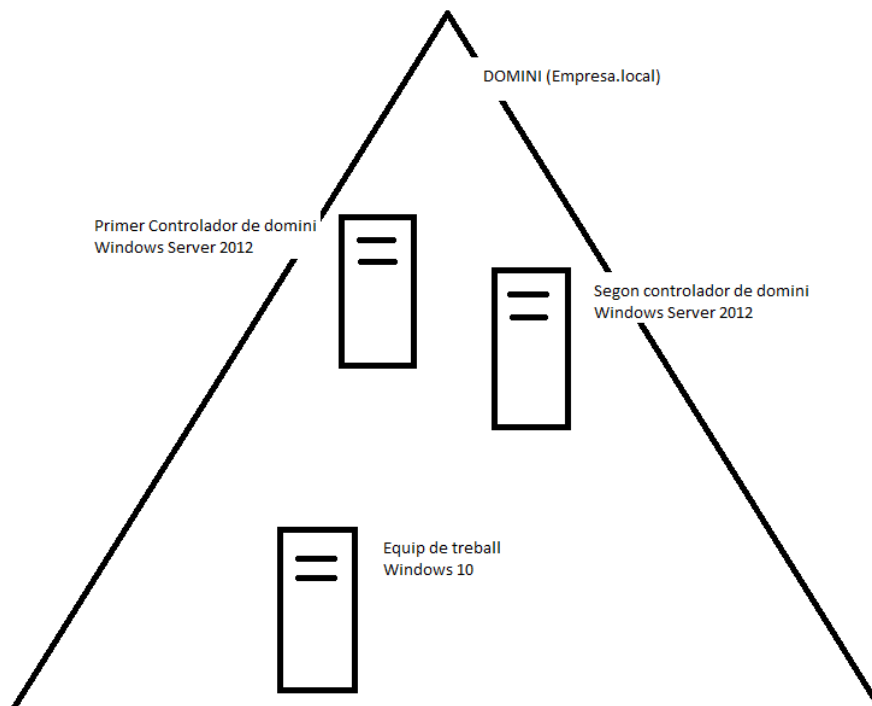 DOMINI (Empresa.local)
Primer Controlador de domini
Windows Server 2012
Segon controlador de domini
Windows Server 2012
Equip de treball
Windows 10